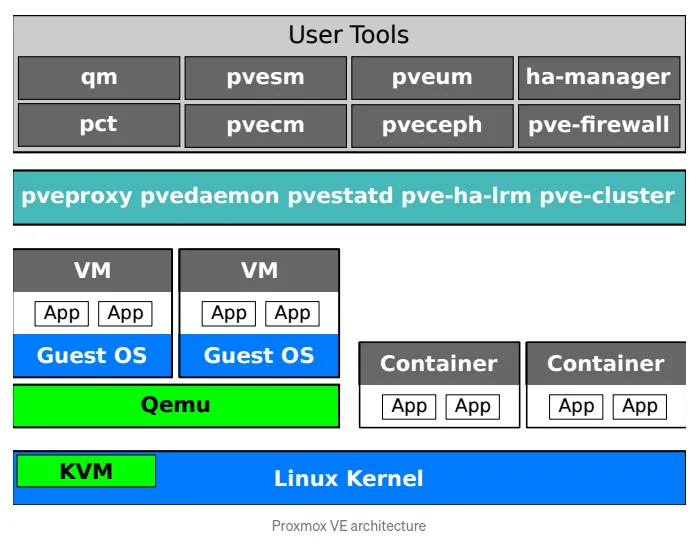 User Tools
qm pvesm pveum ha-manager
pct pvecm pveceph pve-firewall
pveproxy pvedaemon pvestatd pve-ha-lrm pve-cluster
VM VM
App App App App
Guest OS Guest OS
Container Container
Qemu
App App App App
KVM
Linux Kernel
Proxmox VE architecture